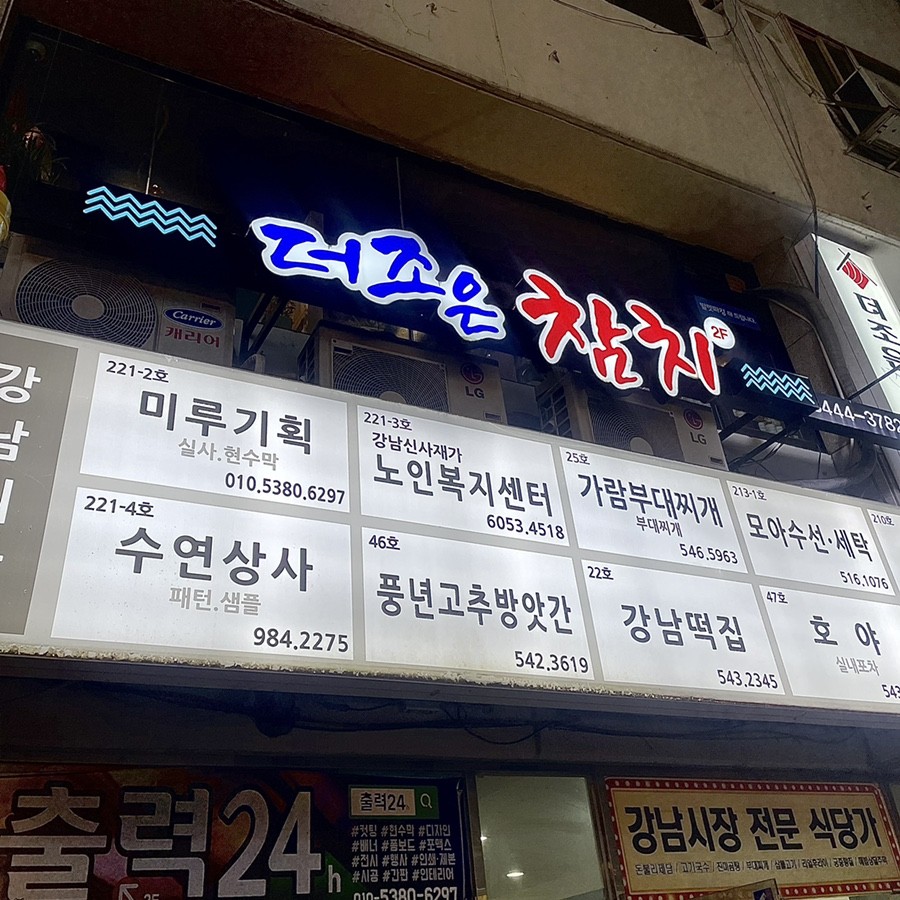 더조은 참치 2F
Carrier
캐리어
LG
LG
더조은
444-3782
강남시
221-2호
미루기획
실사.현수막
010.5380.6297
221-3호
강남신사재가
노인복지센터
6053.4518
25호
가람부대찌개
부대찌개
546.5963
213-1호
모아수선·세탁
516.1076
210호
221-4호
수연상사
패턴.샘플
984.2275
46호
풍년고추방앗간
542.3619
22호
강남떡집
543.2345
47호
호야
실내포차
543
출력24h
출력24h
#컷팅 #현수막 #디자인
#배너 #폼보드 #포멕스
#전시 #행사 #인쇄·제본
#시공 #간판 #인테리어
010-5380-6297
강남시장 전문 식당가